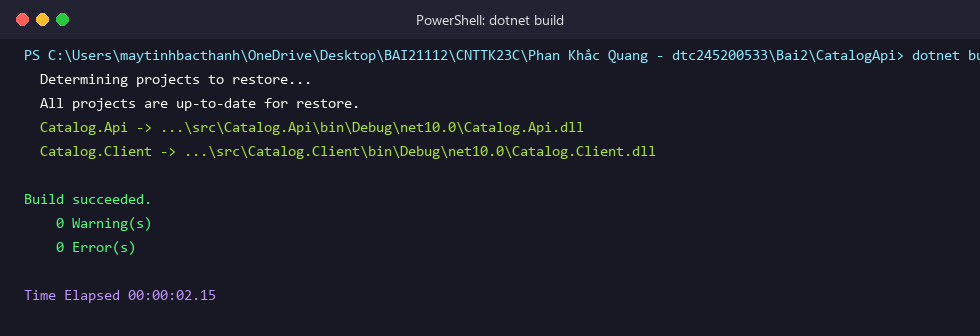 PowerShell: dotnet build
PS C:\Users\maytinhbacthanh\OneDrive\Desktop\BAI21112\CNTTK23C\Phan Khắc Quang - dtc245200533\Bai2\CatalogApi> dotnet bu
Determining projects to restore...
All projects are up-to-date for restore.
Catalog.Api -> ...\src\Catalog.Api\bin\Debug\net10.0\Catalog.Api.dll
Catalog.Client -> ...\src\Catalog.Client\bin\Debug\net10.0\Catalog.Client.dll
Build succeeded.
0 Warning(s)
0 Error(s)
Time Elapsed 00:00:02.15